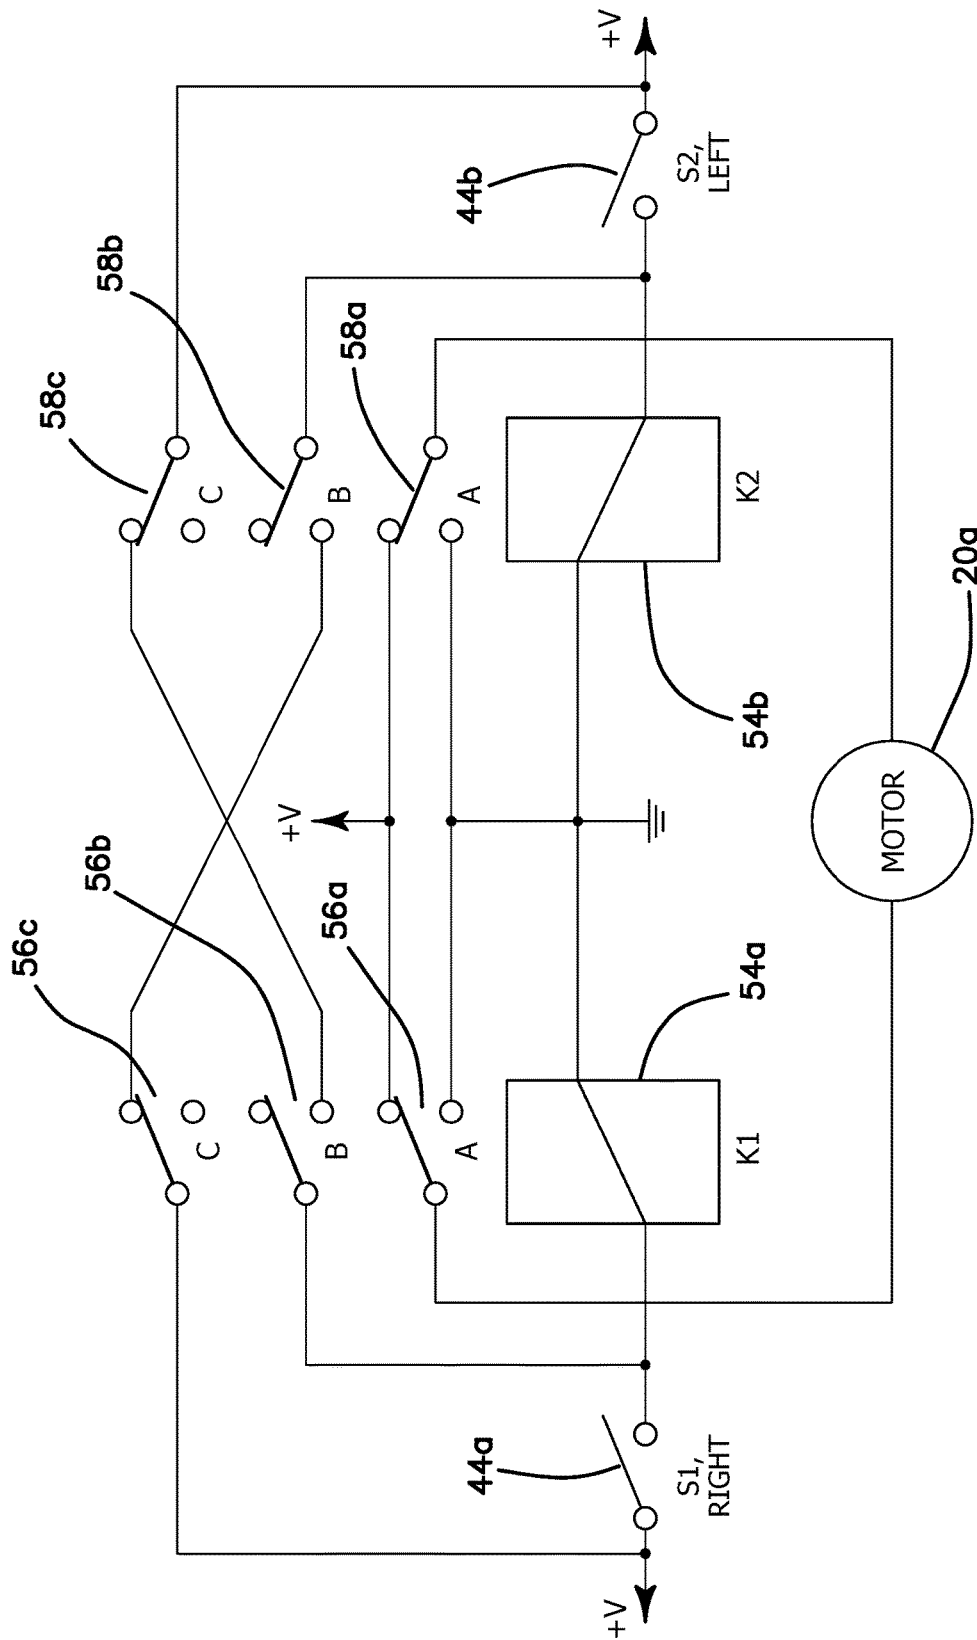 56c
58c
56b
58b
C
C
+V
56a
58a
B
B
A
A
44a
44b
+V
+V
S1,
RIGHT
S2,
LEFT
K1
54a
54b
K2
MOTOR
20a